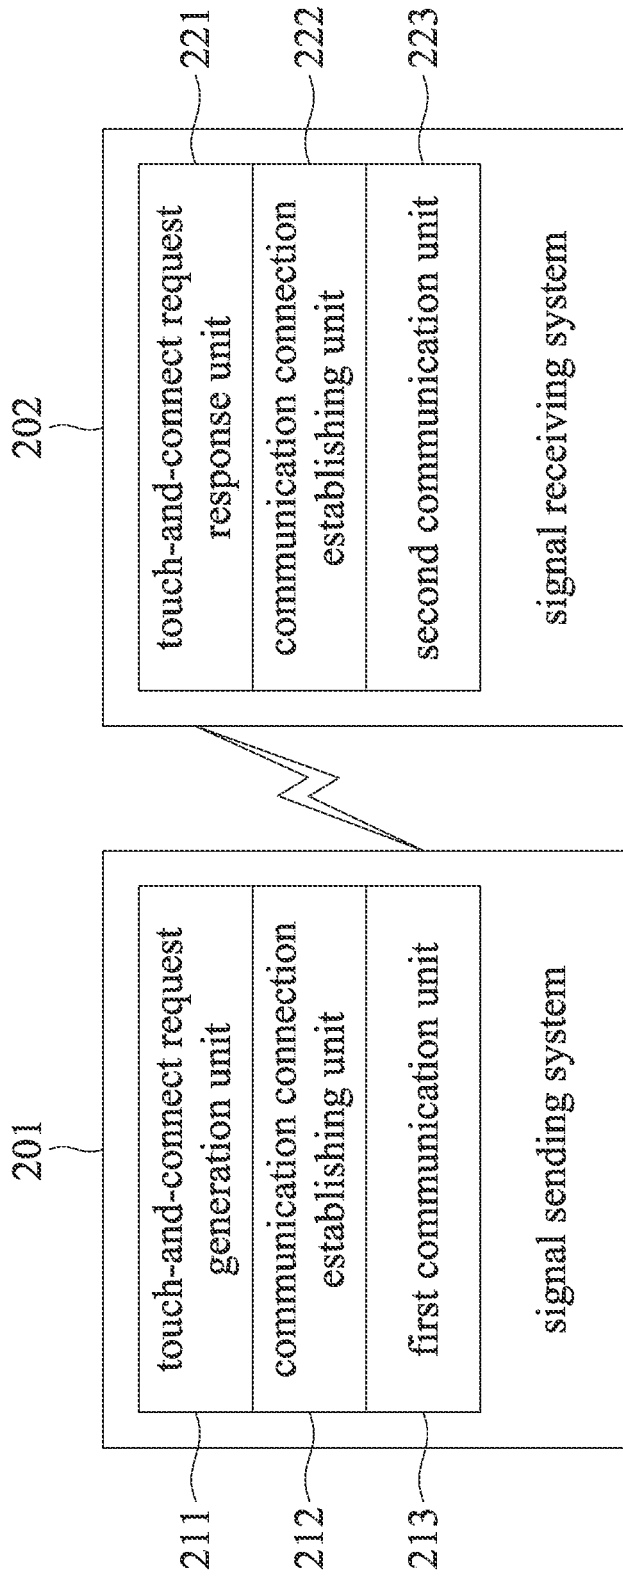 201
211
touch-and-connect request
generation unit
212
communication connection
establishing unit
213
first communication unit
signal sending system
202
touch-and-connect request
response unit
221
communication connection
establishing unit
222
second communication unit
223
signal receiving system